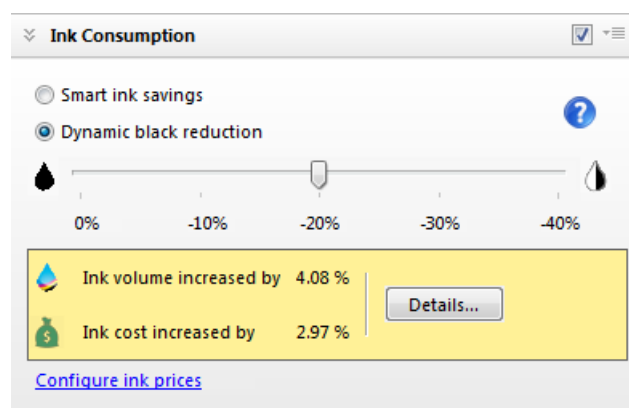 Ink Consumption
Smart ink savings
Dynamic black reduction
0% -10% -20% -30% -40%
Ink volume increased by 4.08 %
Details...
Ink cost increased by 2.97 %
Configure ink prices